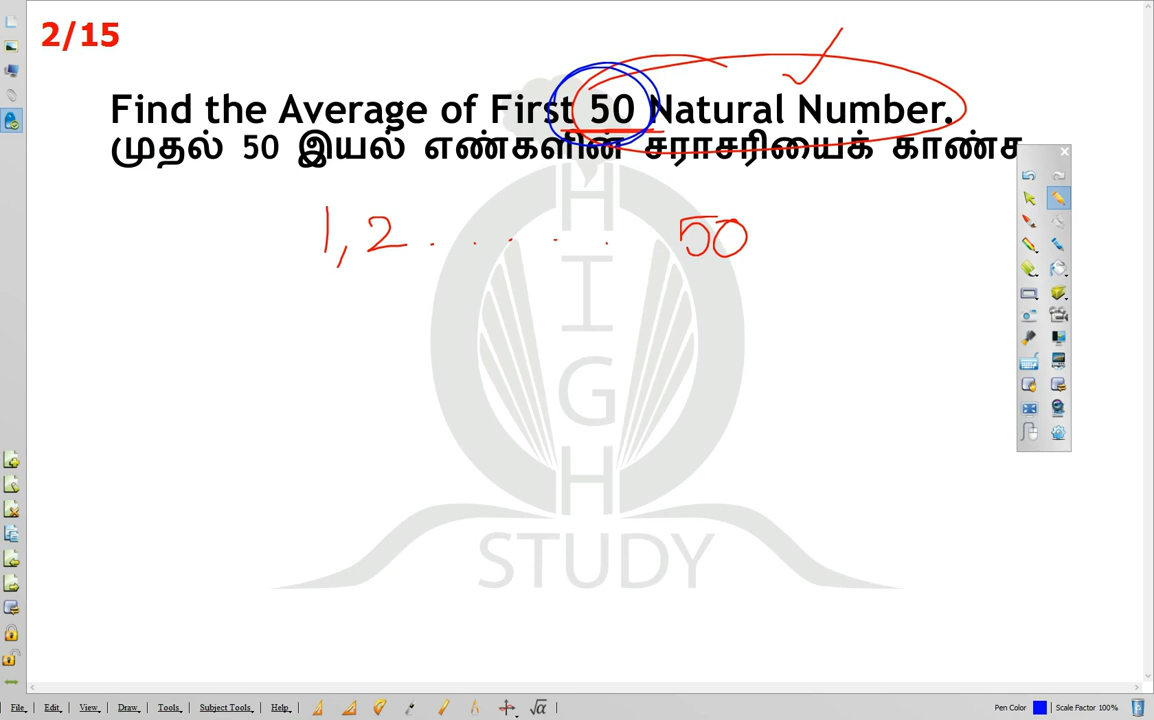 2/15
Find the Average of First 50 Natural Number.
முதல் 50 இயல் எண்களின் சராசரியைக் காண்க
1, 2 . . . . . 50
H
I
G
H
STUDY
File Edit View Draw Tools Subject Tools Help Pen Color Scale Factor 100%